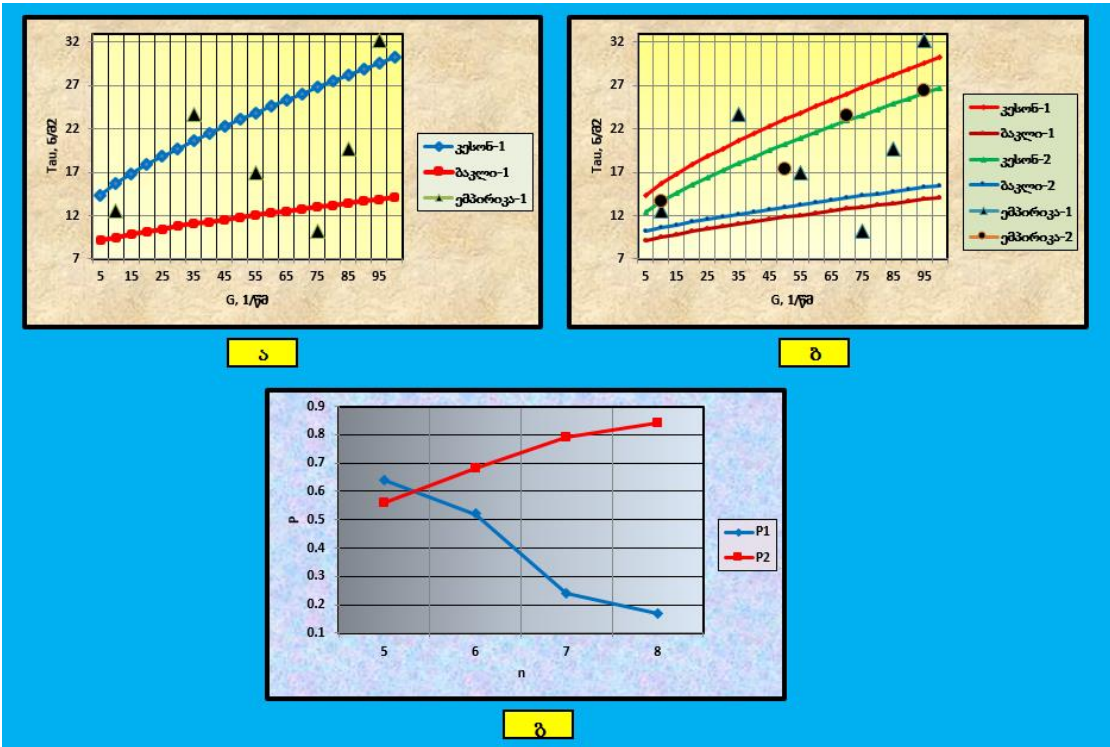 Tau, ნ/მ2
32
27
22
17
12
7
5 15 25 35 45 55 65 75 85 95
G, 1/წმ
კესონ-1
ბაკლი-1
ემპირიკა-1
ა
Tau, ნ/მ2
32
27
22
17
12
7
5 15 25 35 45 55 65 75 85 95
G, 1/წმ
კესონ-1
ბაკლი-1
კესონ-2
ბაკლი-2
ემპირიკა-1
ემპირიკა-2
ბ
P
0.9
0.8
0.7
0.6
0.5
0.4
0.3
0.2
0.1
5 6 7 8
n
P1
P2
გ